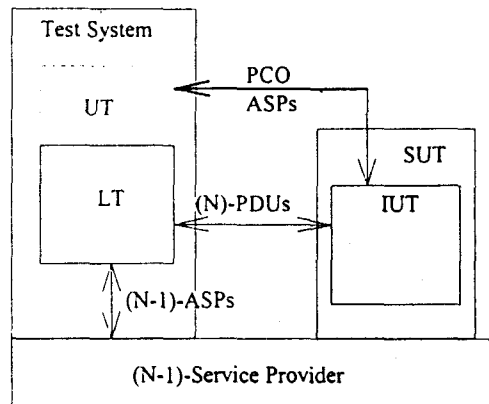 Test System
PCO
ASPs
UT
SUT
LT
(N)-PDUs
IUT
(N-1)-ASPs
(N-1)-Service Provider